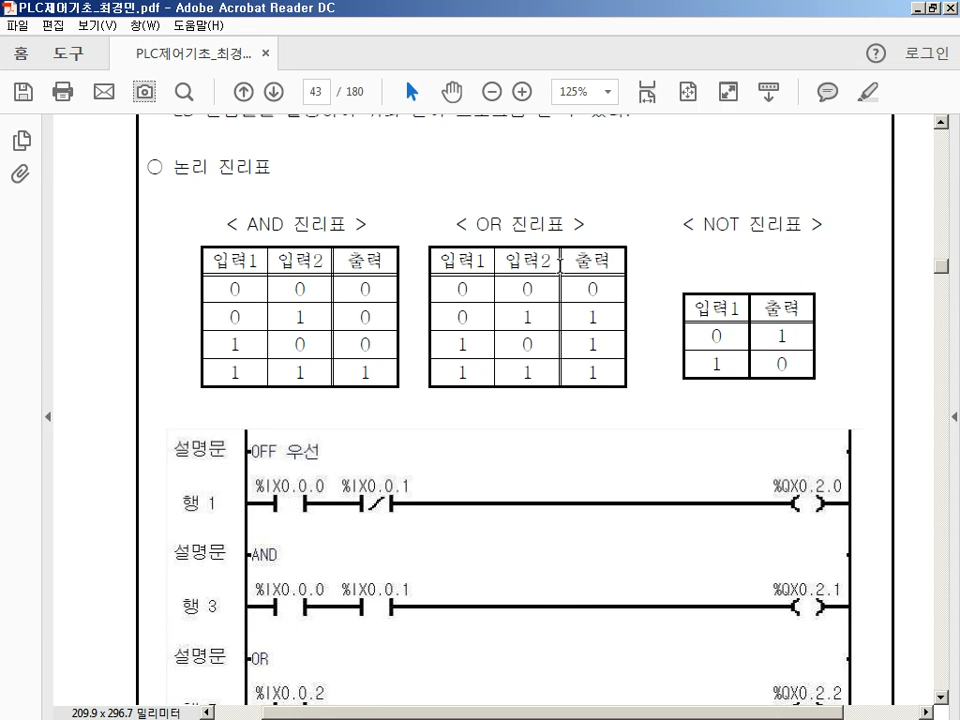 PLC제어기초_최경민.pdf - Adobe Acrobat Reader DC
파일 편집 보기(V) 창(W) 도움말(H)
홈 도구 PLC제어기초_최경... × 로그인
43 / 180 125%
○ 논리 진리표
< AND 진리표 > < OR 진리표 > < NOT 진리표 >
입력1 입력2 출력 입력1 입력2 출력
0 0 0 0 0 0
입력1 출력
0 1 0 0 1 1
0 1
1 0 0 1 0 1
1 0
1 1 1 1 1 1
설명문 OFF 우선
%IX0.0.0 %IX0.0.1 %QX0.2.0
행 1
설명문 AND
%IX0.0.0 %IX0.0.1 %QX0.2.1
행 3
설명문 OR
%IX0.0.2 %QX0.2.2
209.9 x 296.7 밀리미터